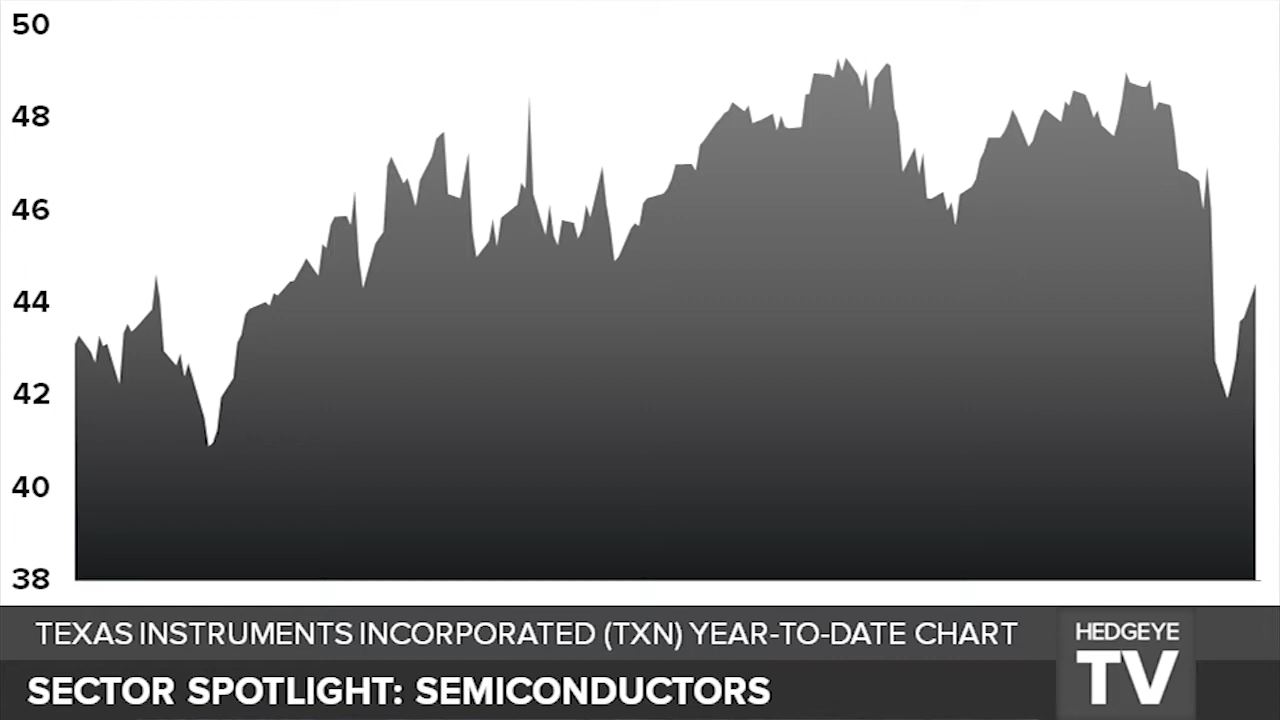 50
48
46
44
42
40
38
TEXAS INSTRUMENTS INCORPORATED (TXN) YEAR-TO-DATE CHART
SECTOR SPOTLIGHT: SEMICONDUCTORS
HEDGEYE
TV